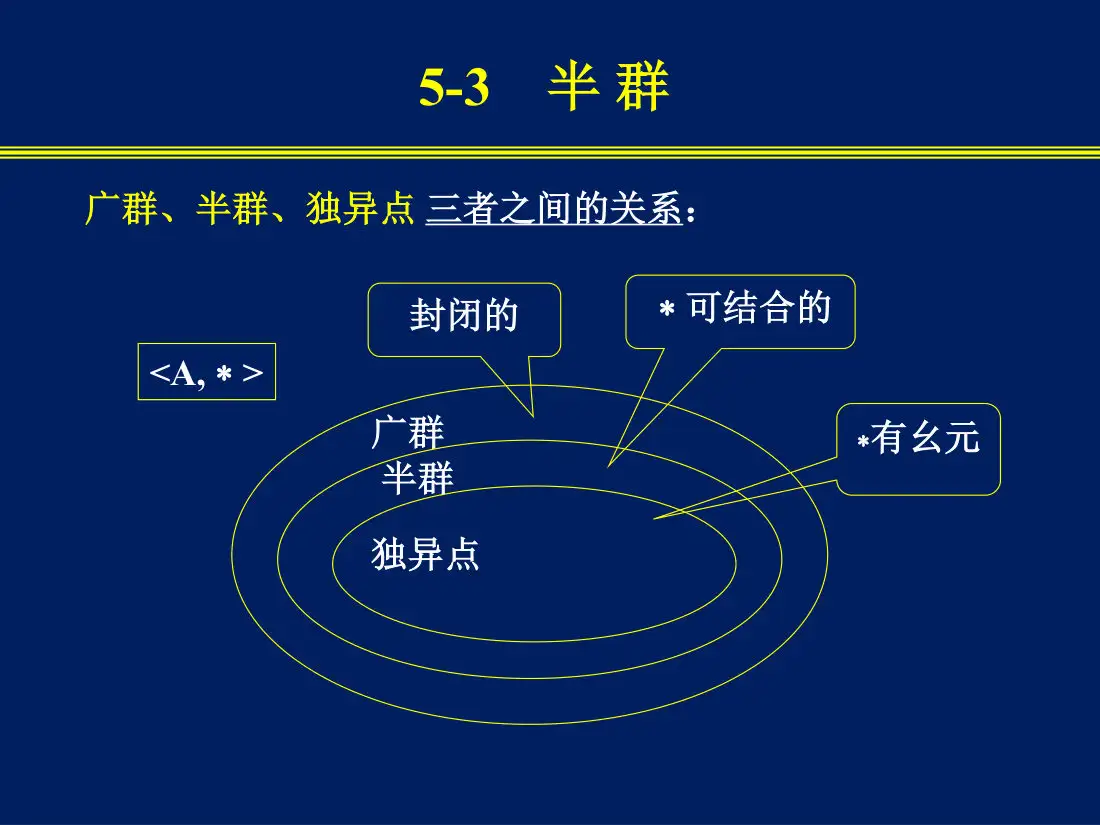 5-3 半 群
广群、半群、独异点 三者之间的关系：
封闭的
* 可结合的
<A, * >
*有幺元
广群
半群
独异点